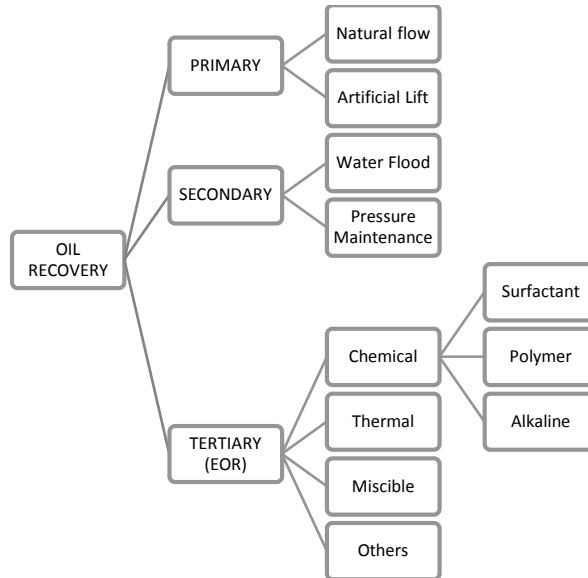 Natural flow
PRIMARY
Artificial Lift
Water Flood
SECONDARY
Pressure
Maintenance
OIL
RECOVERY
Surfactant
Chemical
Polymer
Thermal
Alkaline
TERTIARY
(EOR)
Miscible
Others